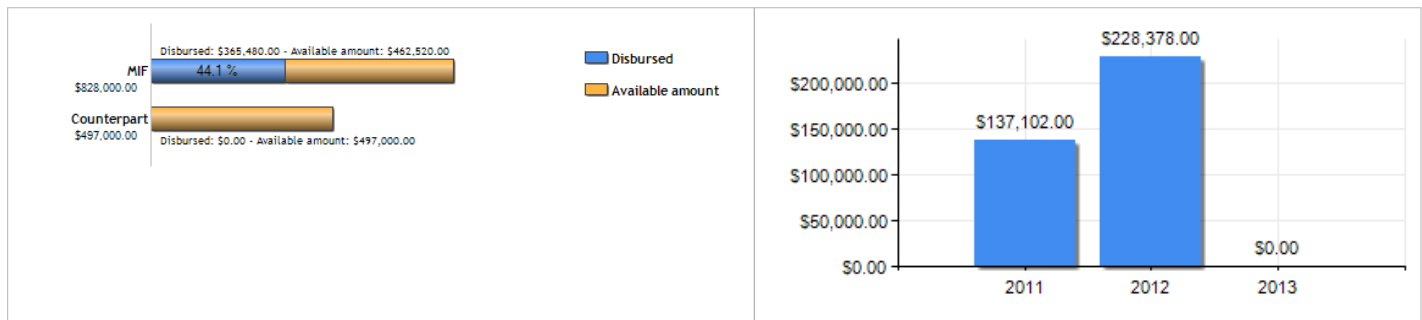 Disbursed: $365,480.00 - Available amount: $462,520.00
MIF
44.1 %
$828,000.00
Counterpart
$497,000.00
Disbursed: $0.00 - Available amount: $497,000.00
Disbursed
Available amount
$228,378.00
$200,000.00
$137,102.00
$150,000.00
$100,000.00
$50,000.00
$0.00
$0.00
2011
2012
2013